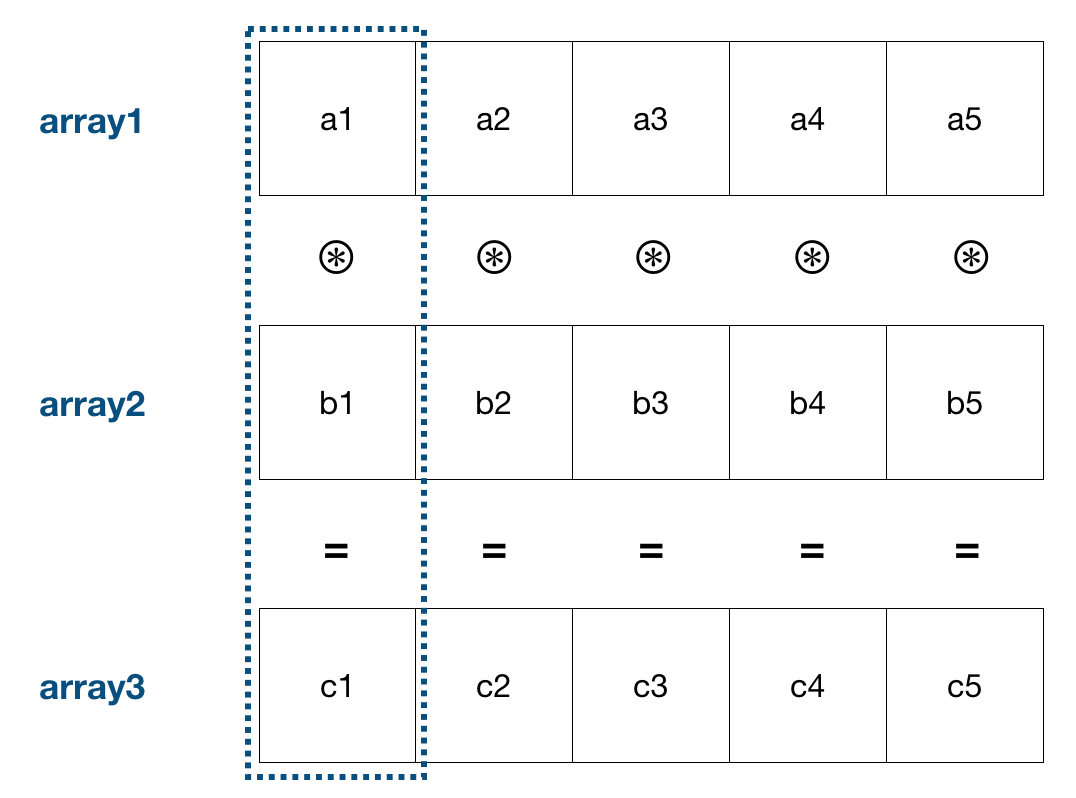 array1 a1 a2 a3 a4 a5
⊛ ⊛ ⊛ ⊛ ⊛
array2 b1 b2 b3 b4 b5
= = = = =
array3 c1 c2 c3 c4 c5